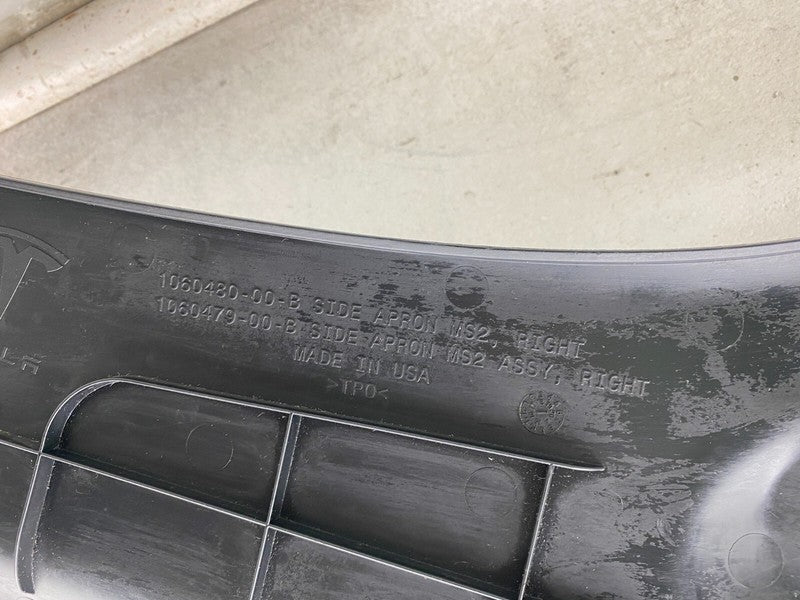 1060480-00-B SIDE APRON MS2, RIGHT
1060479-00-B SIDE APRON MS2 ASSY, RIGHT
MADE IN USA
>TPO<